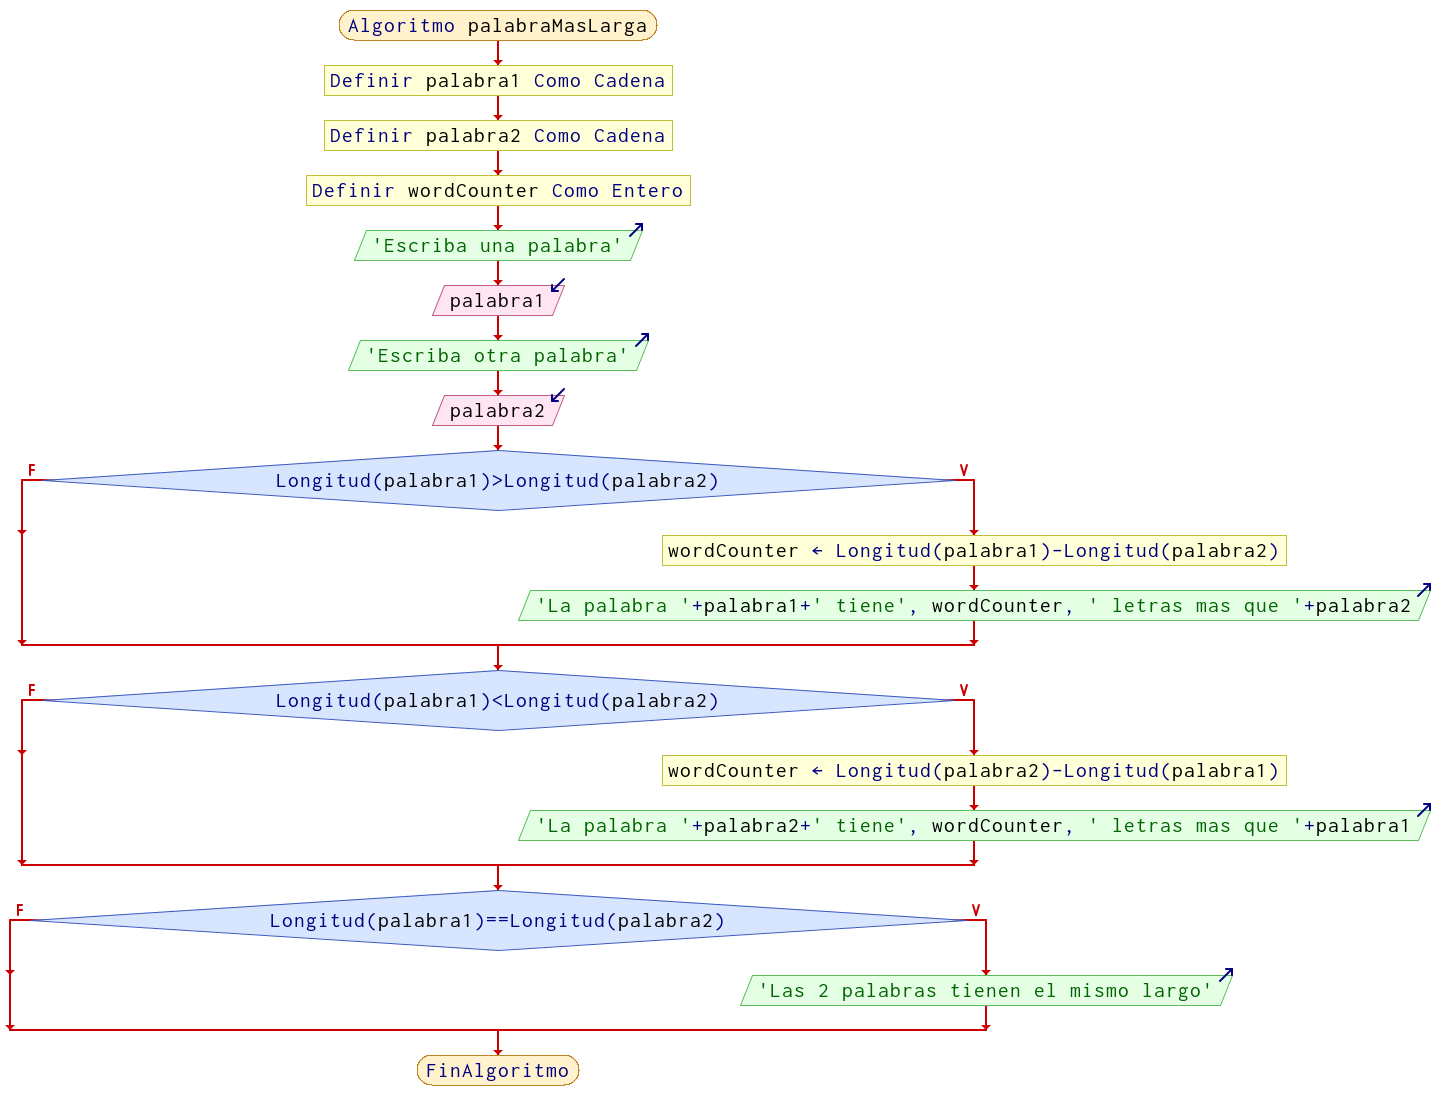 Algoritmo palabraMasLarga
Definir palabra1 Como Cadena
Definir palabra2 Como Cadena
Definir wordCounter Como Entero
'Escriba una palabra'
palabra1
'Escriba otra palabra'
palabra2
F
V
Longitud(palabra1)>Longitud(palabra2)
wordCounter ← Longitud(palabra1)-Longitud(palabra2)
'La palabra '+palabra1+' tiene', wordCounter, ' letras mas que '+palabra2
F
V
Longitud(palabra1)<Longitud(palabra2)
wordCounter ← Longitud(palabra2)-Longitud(palabra1)
'La palabra '+palabra2+' tiene', wordCounter, ' letras mas que '+palabra1
F
V
Longitud(palabra1)==Longitud(palabra2)
'Las 2 palabras tienen el mismo largo'
FinAlgoritmo